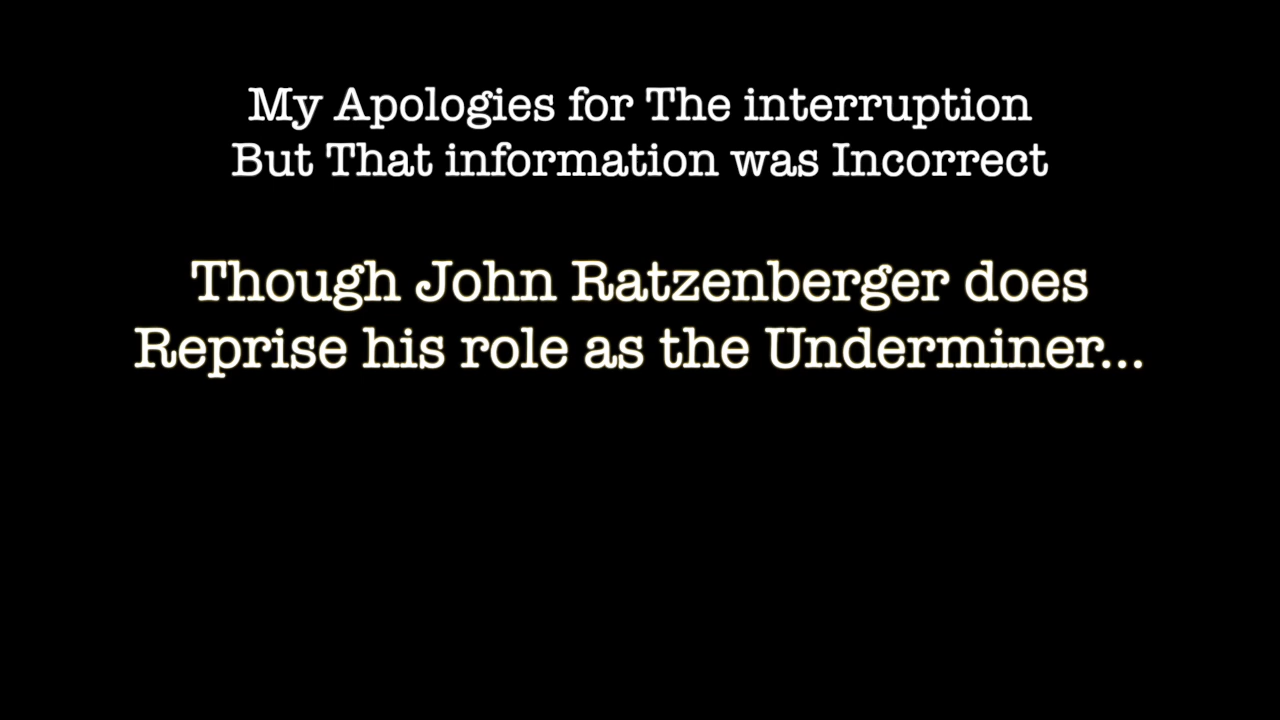 My Apologies for The interruption
But That information was Incorrect
Though John Ratzenberger does
Reprise his role as the Underminer...